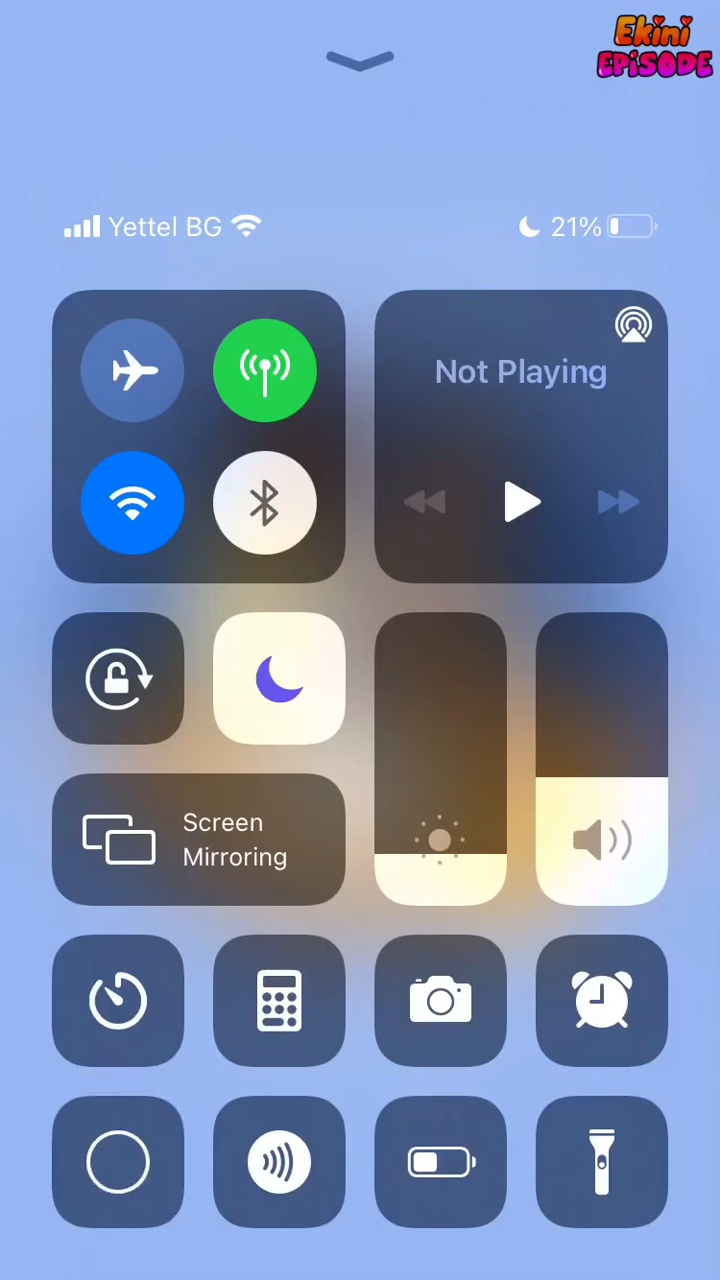 Ekini
EPiSODE
Yettel BG
21%
Not Playing
Screen
Mirroring